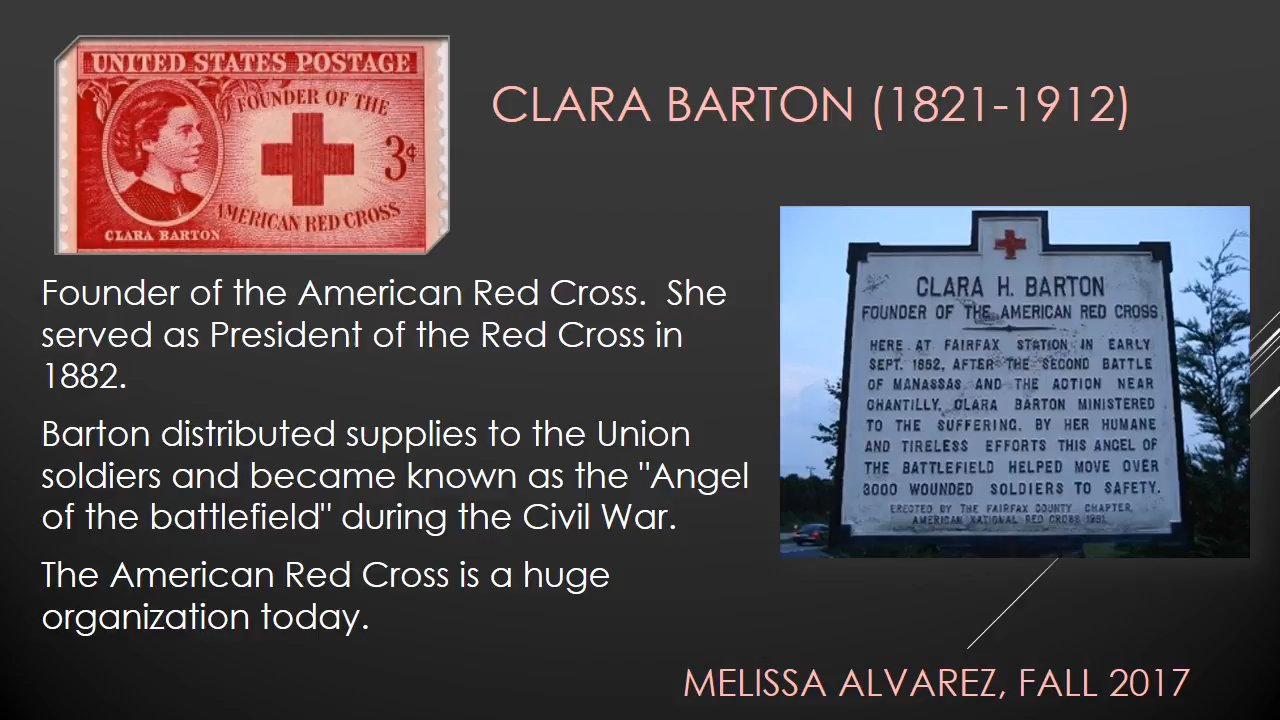 UNITED STATES POSTAGE
FOUNDER OF THE
3¢
AMERICAN RED CROSS
CLARA BARTON
CLARA BARTON (1821-1912)
Founder of the American Red Cross.  She
served as President of the Red Cross in
1882.
Barton distributed supplies to the Union
soldiers and became known as the "Angel
of the battlefield" during the Civil War.
The American Red Cross is a huge
organization today.
CLARA H. BARTON
FOUNDER OF THE AMERICAN RED CROSS
HERE AT FAIRFAX STATION IN EARLY
SEPT. 1862, AFTER THE SECOND BATTLE
OF MANASSAS AND THE ACTION NEAR
CHANTILLY, CLARA BARTON MINISTERED
TO THE SUFFERING. BY HER HUMANE
AND TIRELESS EFFORTS THIS ANGEL OF
THE BATTLEFIELD HELPED MOVE OVER
3000 WOUNDED SOLDIERS TO SAFETY.
ERECTED BY THE FAIRFAX COUNTY CHAPTER,
AMERICAN NATIONAL RED CROSS
MELISSA ALVAREZ, FALL 2017